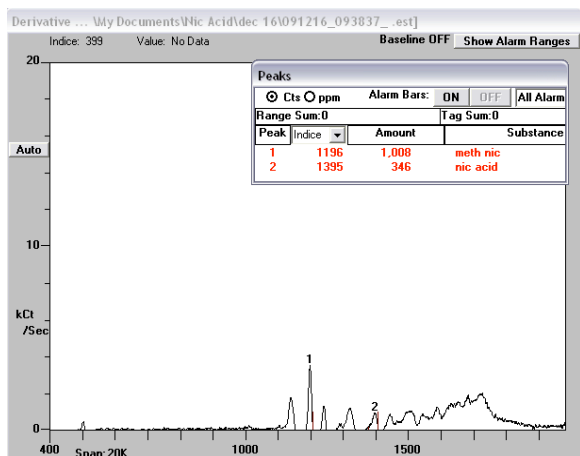 Derivative ... \My Documents\Nic Acid\dec 16\091216_093837_ .est]
Indice: 399 Value: No Data Baseline OFF Show Alarm Ranges
20
Peaks
Cts ppm Alarm Bars: ON OFF All Alarm
Range Sum:0 Tag Sum:0
Peak Indice Amount Substance
1 1196 1,008 meth nic
2 1395 346 nic acid
Auto
10
kCt
/Sec
1
2
0
400 1000 1500
Span: 20K